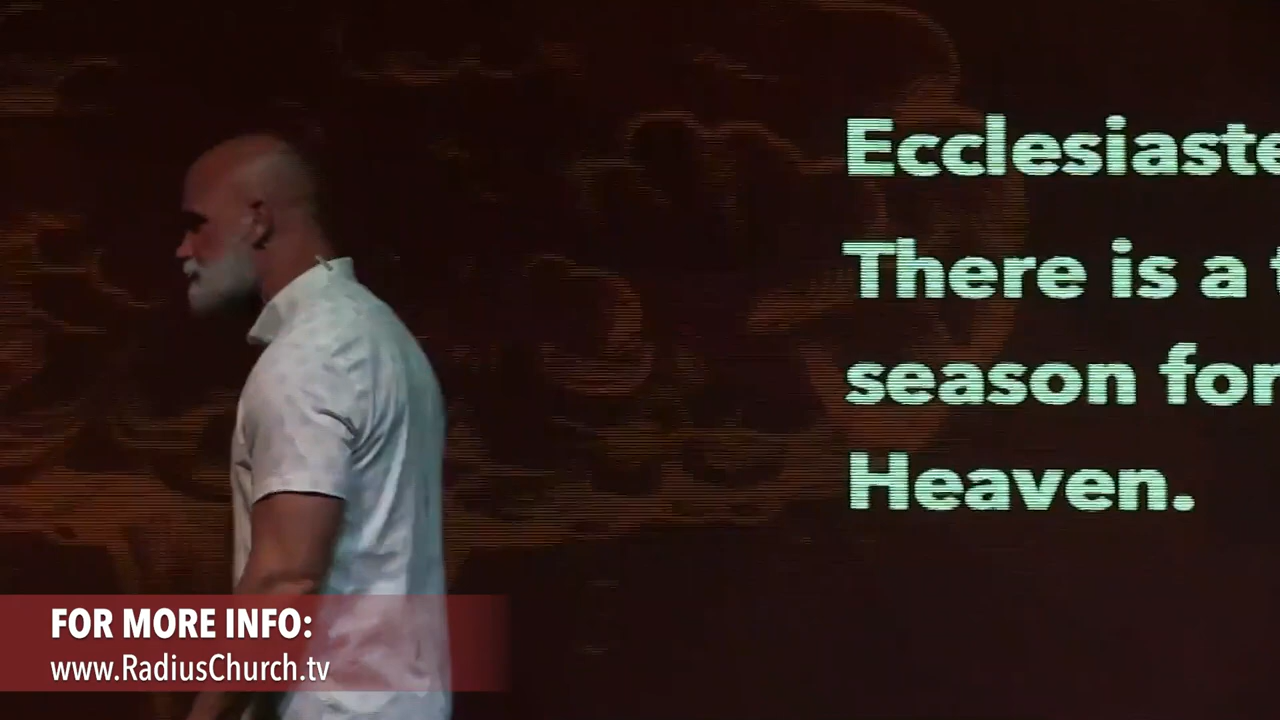 Ecclesiaste
There is a
season for
Heaven.
FOR MORE INFO:
www.RadiusChurch.tv